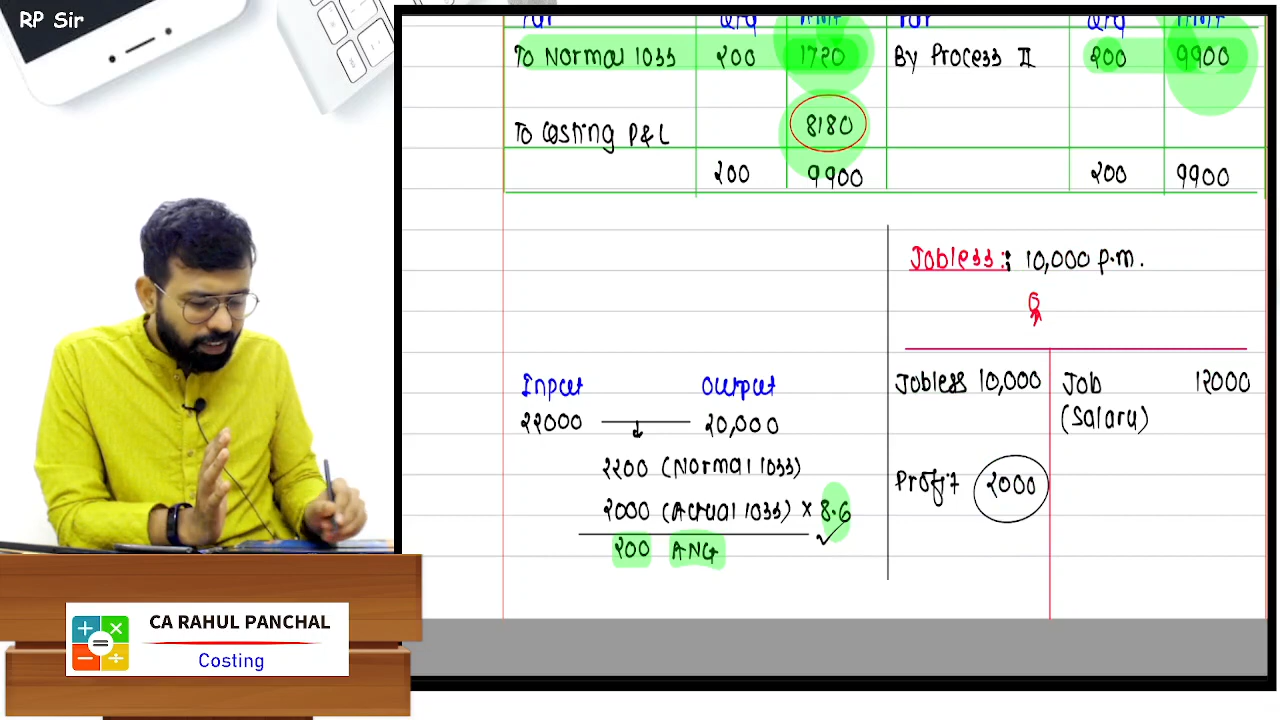 RP Sir
To Normal loss 200 1720 By Process II 200 9900
To Costing P&L 8180
200 9900 200 9900
Jobless : 10,000 p.m.
Input Output
22000 20,000
2200 (Normal loss)
2000 (Actual loss) × 8.6
200 ANG
Jobless 10,000 Job 12000
(Salary)
Profit 2000
CA RAHUL PANCHAL
Costing